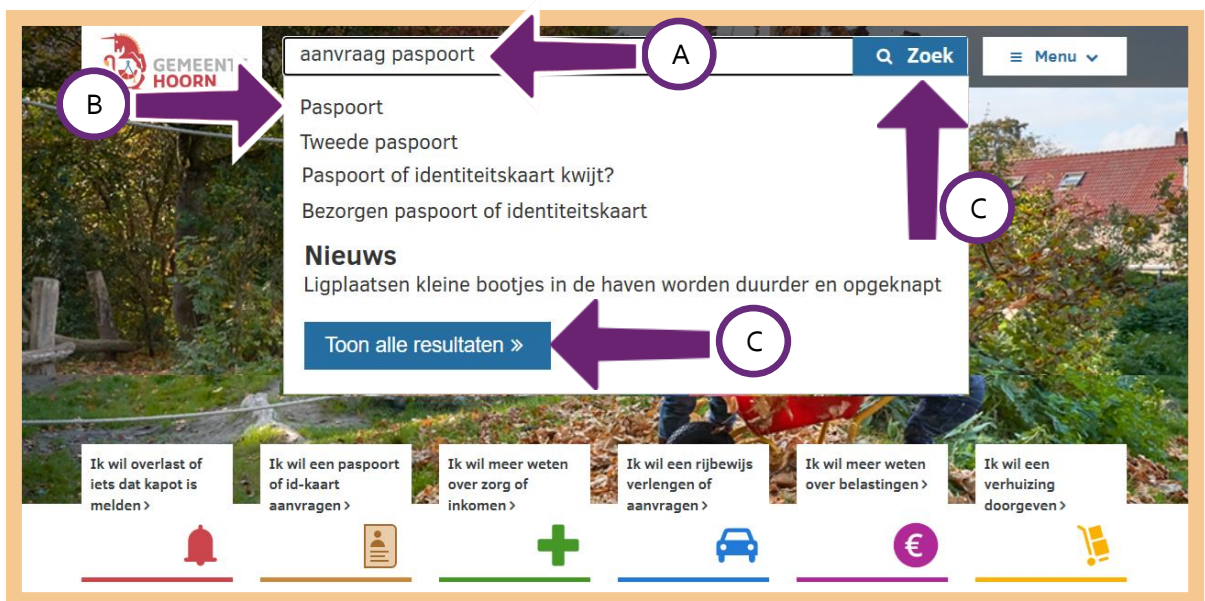 GEMEENT
HOORN
aanvraag paspoort
A
Zoek
Menu
B
Paspoort
Tweede paspoort
Paspoort of identiteitskaart kwijt?
Bezorgen paspoort of identiteitskaart
C
Nieuws
Ligplaatsen kleine bootjes in de haven worden duurder en opgeknapt
Toon alle resultaten »
C
Ik wil overlast of
iets dat kapot is
melden >
Ik wil een paspoort
of id-kaart
aanvragen >
Ik wil meer weten
over zorg of
inkomen >
Ik wil een rijbewijs
verlengen of
aanvragen >
Ik wil meer weten
over belastingen >
Ik wil een
verhuizing
doorgeven >
€